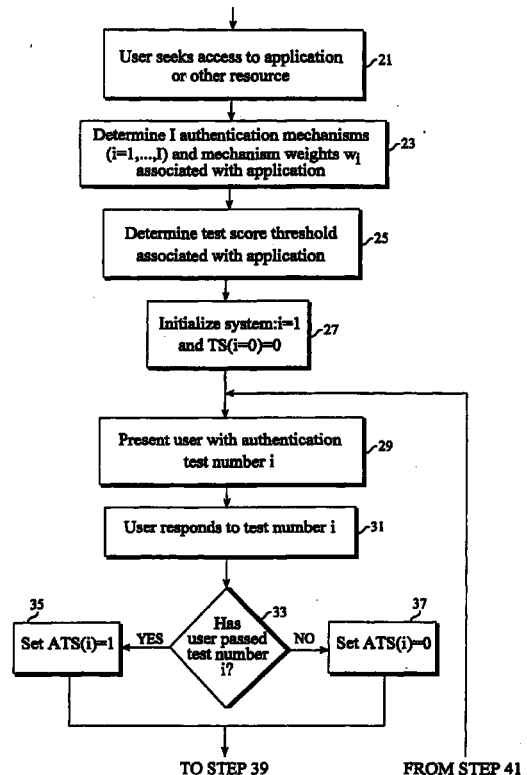 User seeks access to application
or other resource
21
Determine I authentication mechanisms
(i=1,...,I) and mechanism weights wi
associated with application
23
Determine test score threshold
associated with application
25
Initialize system:i=1
and TS(i=0)=0
27
Present user with authentication
test number i
29
User responds to test number i
31
35
Set ATS(i)=1
YES
33
Has
user passed
test number
i?
NO
37
Set ATS(i)=0
TO STEP 39
FROM STEP 41